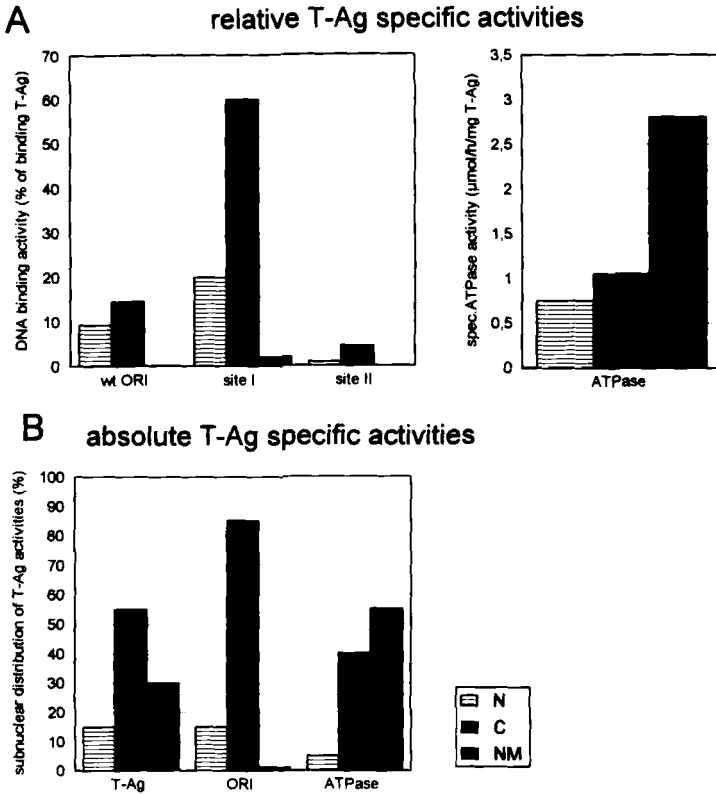 A
relative T-Ag specific activities
DNA binding activity (% of binding T-Ag)
70
60
50
40
30
20
10
0
wt ORI site I site II
spec.ATPase activity (µmol/h/mg T-Ag)
3,5
3
2,5
2
1,5
1
0,5
0
ATPase
B
absolute T-Ag specific activities
subnuclear distribution of T-Ag activities (%)
100
90
80
70
60
50
40
30
20
10
0
T-Ag ORI ATPase
N
C
NM